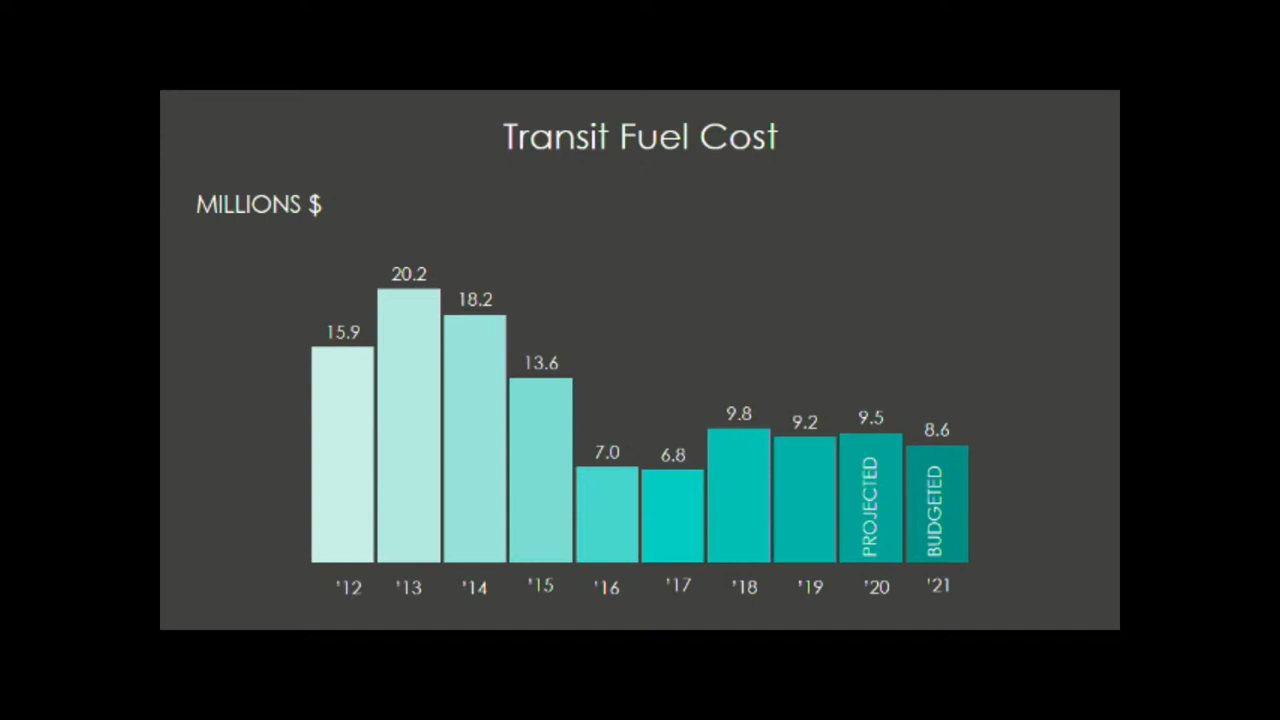 Transit Fuel Cost
MILLIONS $
20.2
18.2
15.9
13.6
9.8
9.5
9.2
8.6
7.0
6.8
PROJECTED
BUDGETED
’12 ’13 ’14 ’15 ’16 ’17 ’18 ’19 ’20 ’21